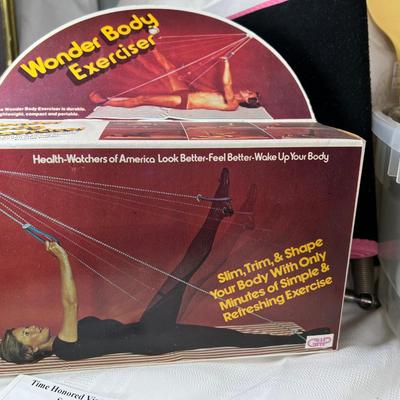 Wonder Body
Exerciser
Wonder Body Exerciser is durable,
lightweight, compact and portable.
Health-Watchers of America Look Better-Feel Better-Wake Up Your Body
Slim, Trim, & Shape
Your Body With Only
Minutes of Simple &
Refreshing Exercise
Time Honored